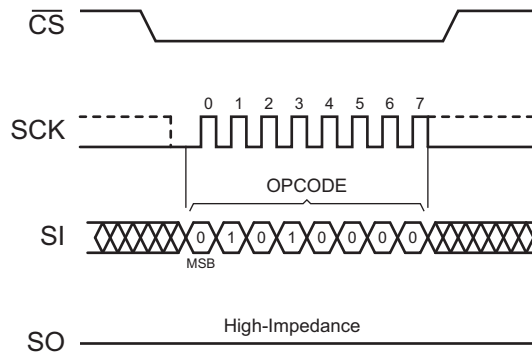 CS
0 1 2 3 4 5 6 7
SCK
OPCODE
SI
0 1 0 1 0 0 0 0
MSB
High-Impedance
SO